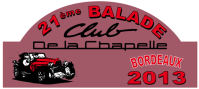 21ème BALADE
Club
De la Chapelle
BORDEAUX
2013